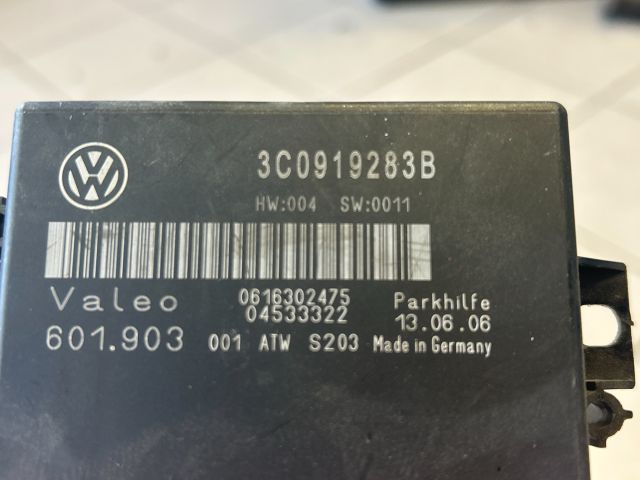 3C0919283B
HW:004 SW:0011
Valeo 0616302475 Parkhilfe
04533322 13.06.06
601.903 001 ATW S203 Made in Germany